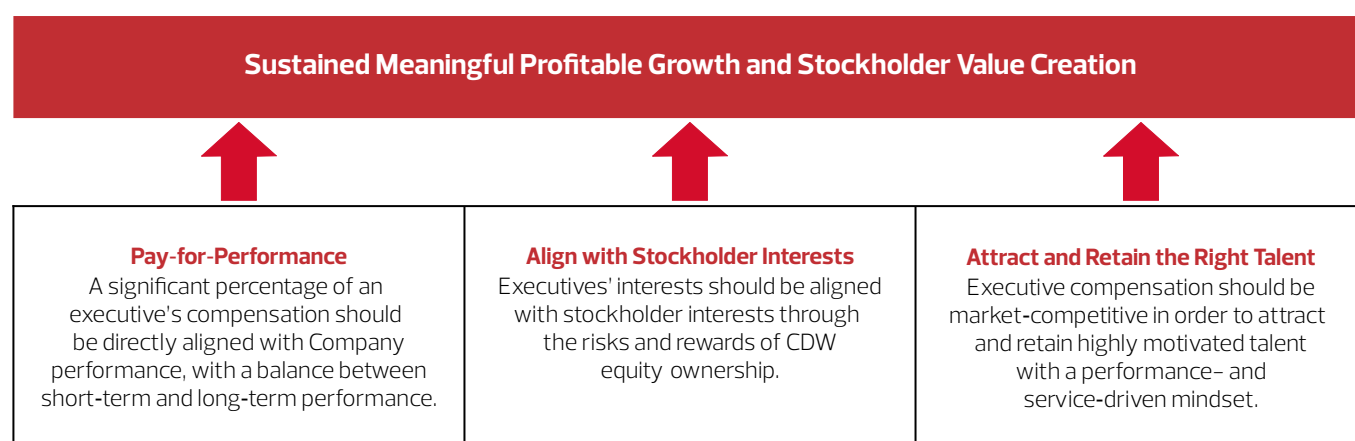 Sustained Meaningful Profitable Growth and Stockholder Value Creation
Pay-for-Performance
A significant percentage of an
executive's compensation should
be directly aligned with Company
performance, with a balance between
short-term and long-term performance.
Align with Stockholder Interests
Executives' interests should be aligned
with stockholder interests through
the risks and rewards of CDW
equity ownership.
Attract and Retain the Right Talent
Executive compensation should be
market-competitive in order to attract
and retain highly motivated talent
with a performance- and
service-driven mindset.